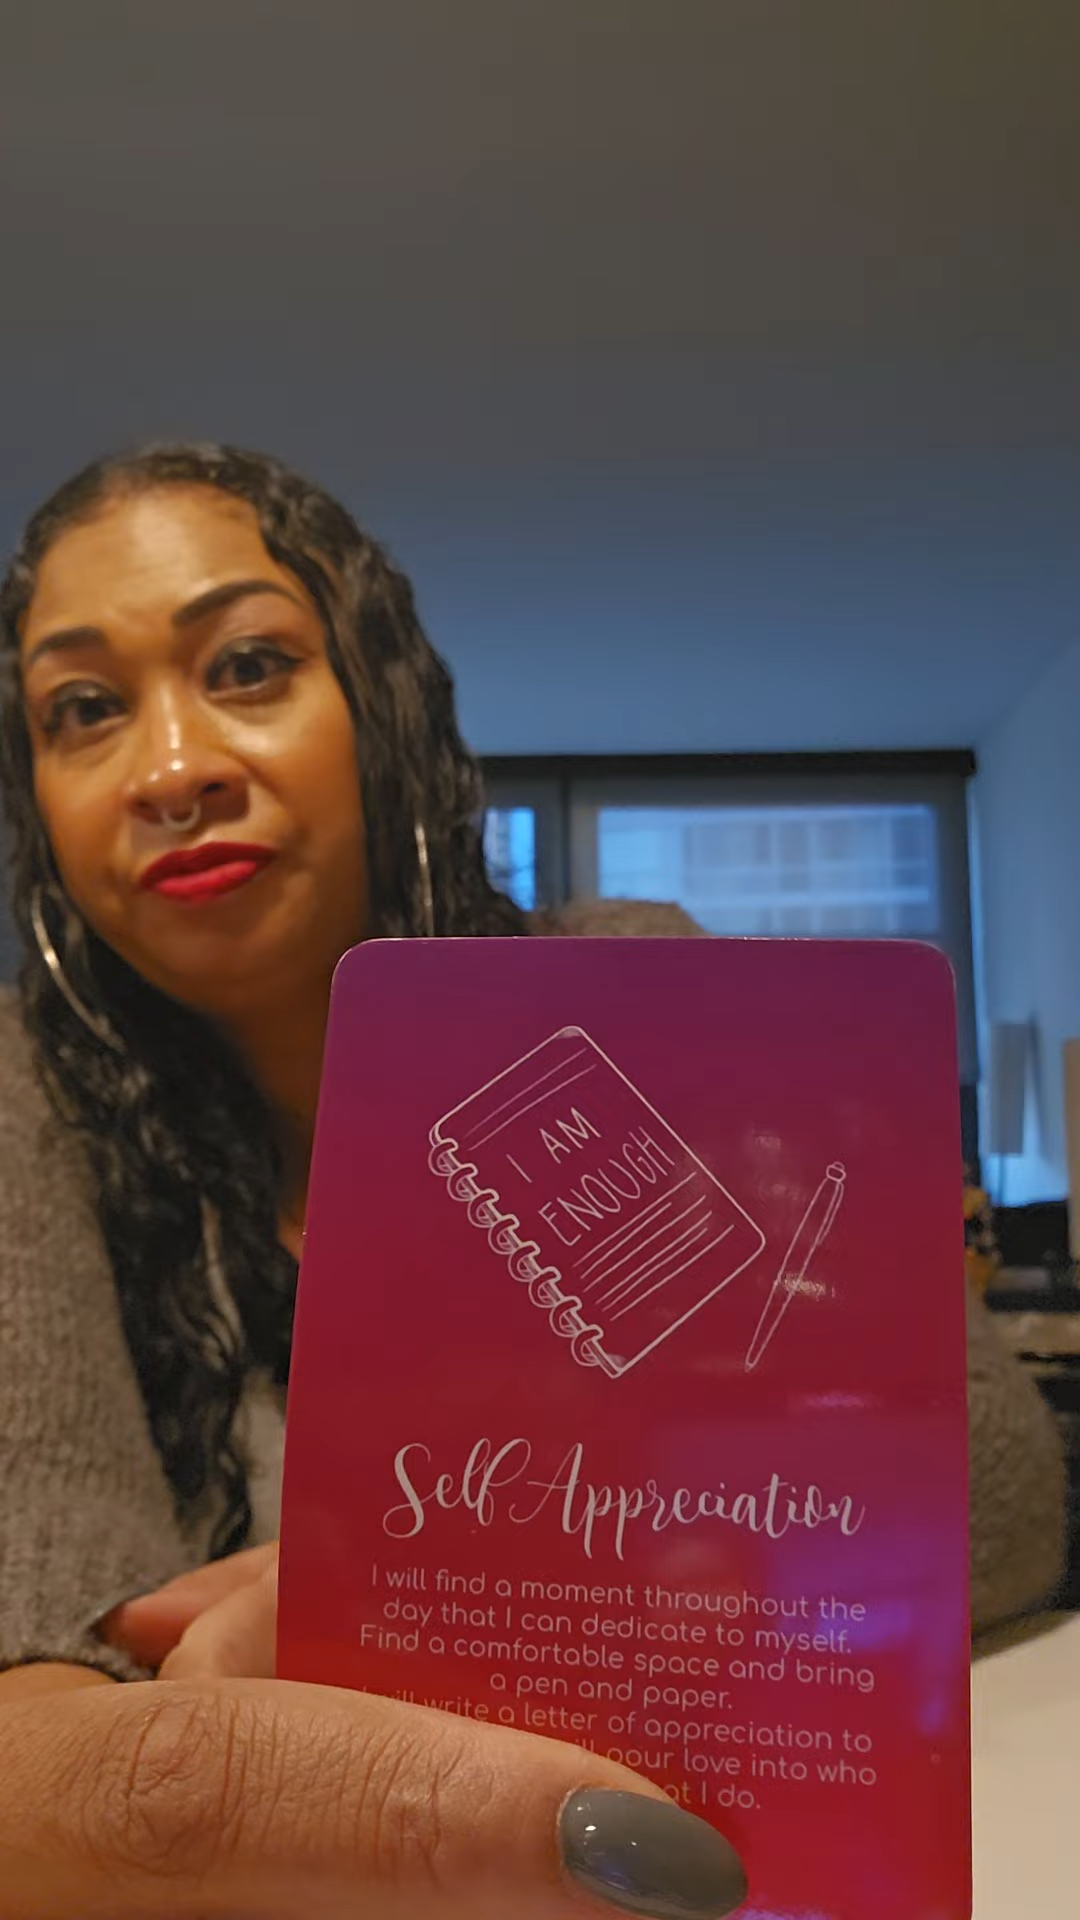 I AM
ENOUGH
Self Appreciation
I will find a moment throughout the
day that I can dedicate to myself.
Find a comfortable space and bring
a pen and paper.
will write a letter of appreciation to
pour love into who
I do.